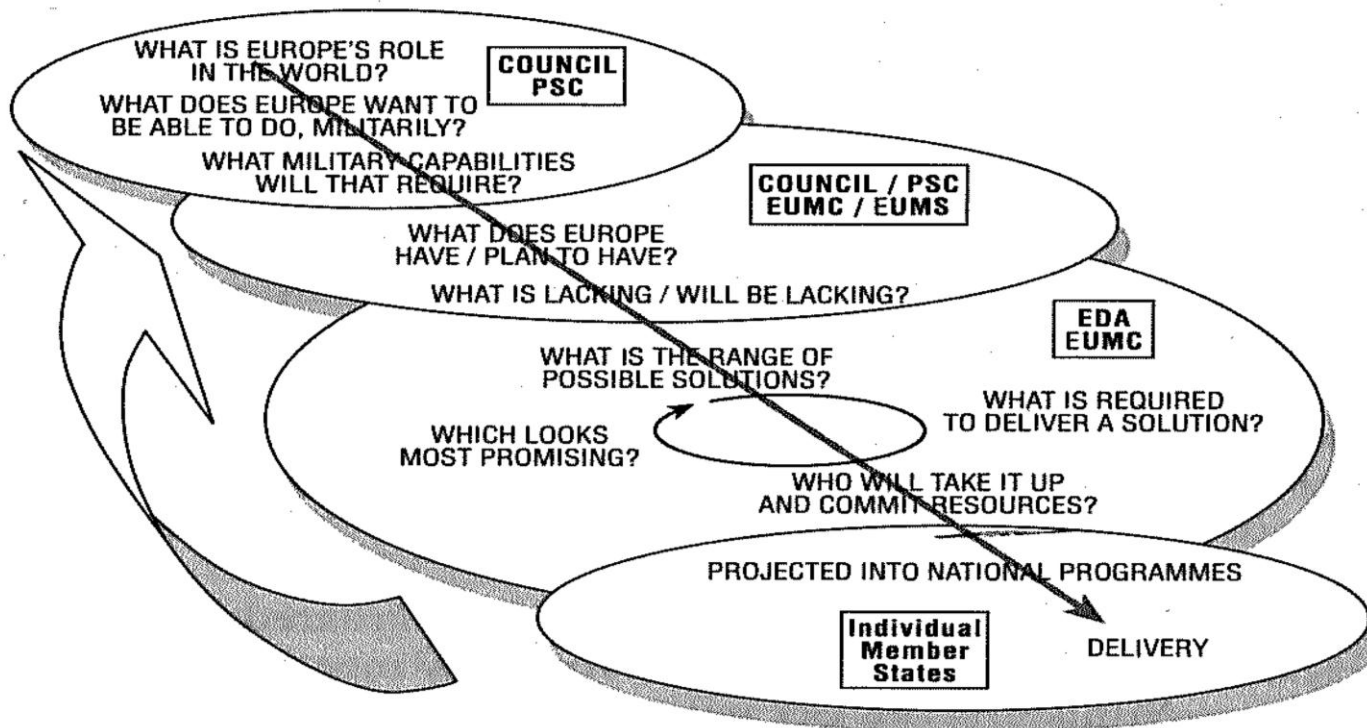 WHAT IS EUROPE'S ROLE
IN THE WORLD?
COUNCIL
PSC
WHAT DOES EUROPE WANT TO
BE ABLE TO DO, MILITARILY?
WHAT MILITARY CAPABILITIES
WILL THAT REQUIRE?
COUNCIL / PSC
EUMC / EUMS
WHAT DOES EUROPE
HAVE / PLAN TO HAVE?
WHAT IS LACKING / WILL BE LACKING?
EDA
EUMC
WHAT IS THE RANGE OF
POSSIBLE SOLUTIONS?
WHAT IS REQUIRED
TO DELIVER A SOLUTION?
WHICH LOOKS
MOST PROMISING?
WHO WILL TAKE IT UP
AND COMMIT RESOURCES?
PROJECTED INTO NATIONAL PROGRAMMES
Individual
Member
States
DELIVERY